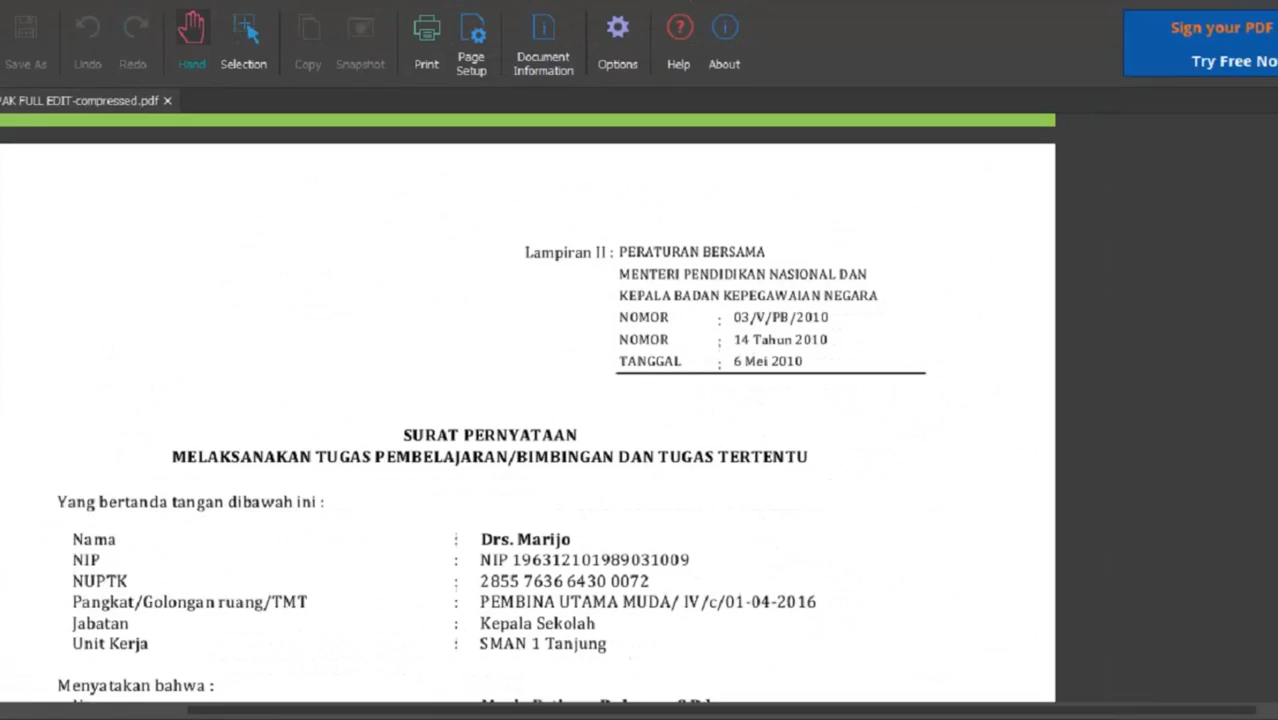 Save As
Undo
Redo
Hand
Selection
Copy
Snapshot
Print
Page Setup
Document Information
Options
Help
About
Sign your PDF
Try Free No
AK FULL EDIT-compressed.pdf ×
Lampiran II : PERATURAN BERSAMA
MENTERI PENDIDIKAN NASIONAL DAN
KEPALA BADAN KEPEGAWAIAN NEGARA
NOMOR : 03/V/PB/2010
NOMOR : 14 Tahun 2010
TANGGAL : 6 Mei 2010
SURAT PERNYATAAN
MELAKSANAKAN TUGAS PEMBELAJARAN/BIMBINGAN DAN TUGAS TERTENTU
Yang bertanda tangan dibawah ini :
Nama : Drs. Marijo
NIP : NIP 196312101989031009
NUPTK : 2855 7636 6430 0072
Pangkat/Golongan ruang/TMT : PEMBINA UTAMA MUDA/ IV/c/01-04-2016
Jabatan : Kepala Sekolah
Unit Kerja : SMAN 1 Tanjung
Menyatakan bahwa :